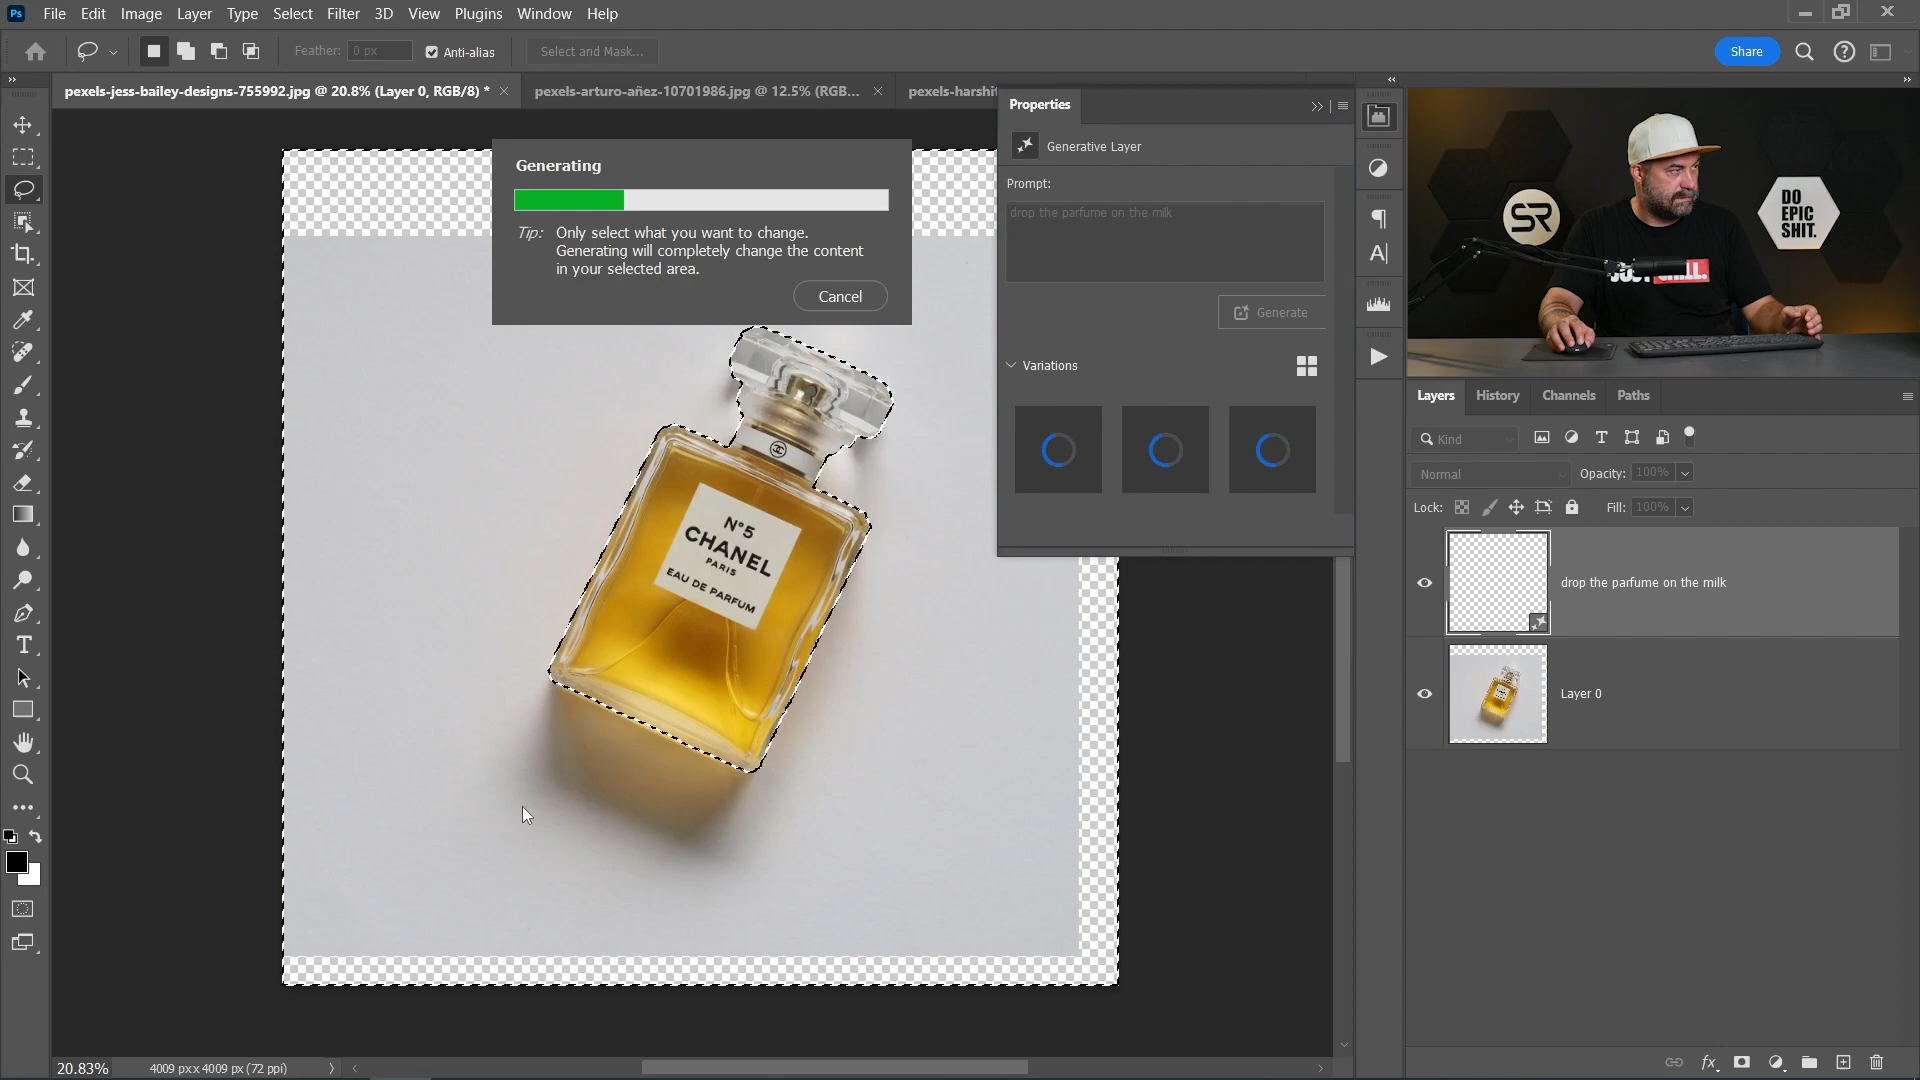 Ps File Edit Image Layer Type Select Filter 3D View Plugins Window Help
Feather: 0 px Anti-alias Select and Mask... Share
pexels-jess-bailey-designs-755992.jpg @ 20.8% (Layer 0, RGB/8) * pexels-arturo-añez-10701986.jpg @ 12.5% (RGB... pexels-harshit
Properties
Generative Layer
Prompt:
drop the parfume on the milk
Generate
Variations
Generating
Tip: Only select what you want to change.
Generating will completely change the content
in your selected area.
Cancel
N°5
CHANEL
PARIS
EAU DE PARFUM
SR
DO
EPIC
SHIT.
JUST CHILL.
Layers History Channels Paths
Kind
Normal Opacity: 100%
Lock: Fill: 100%
drop the parfume on the milk
Layer 0
fx
20.83% 4009 px x 4009 px (72 ppi)